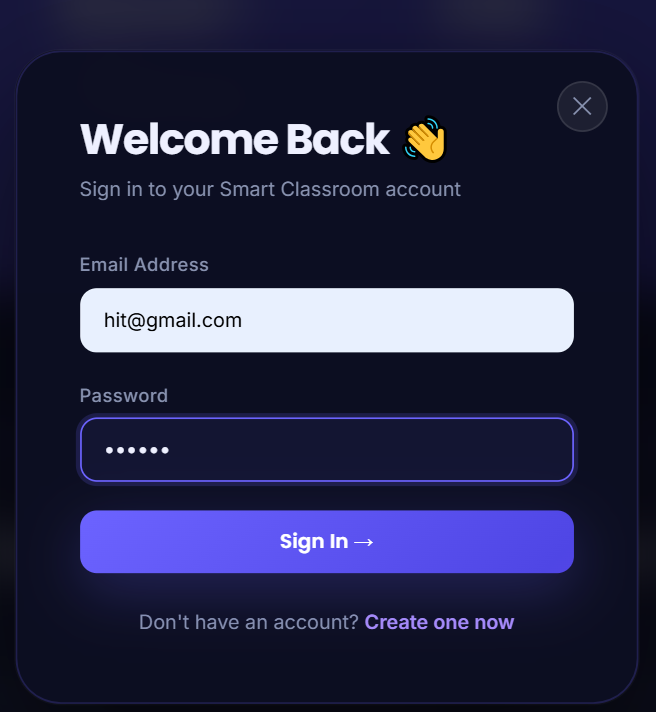 Welcome Back 👋
Sign in to your Smart Classroom account
Email Address
hit@gmail.com
Password
••••••
Sign In →
Don't have an account? Create one now